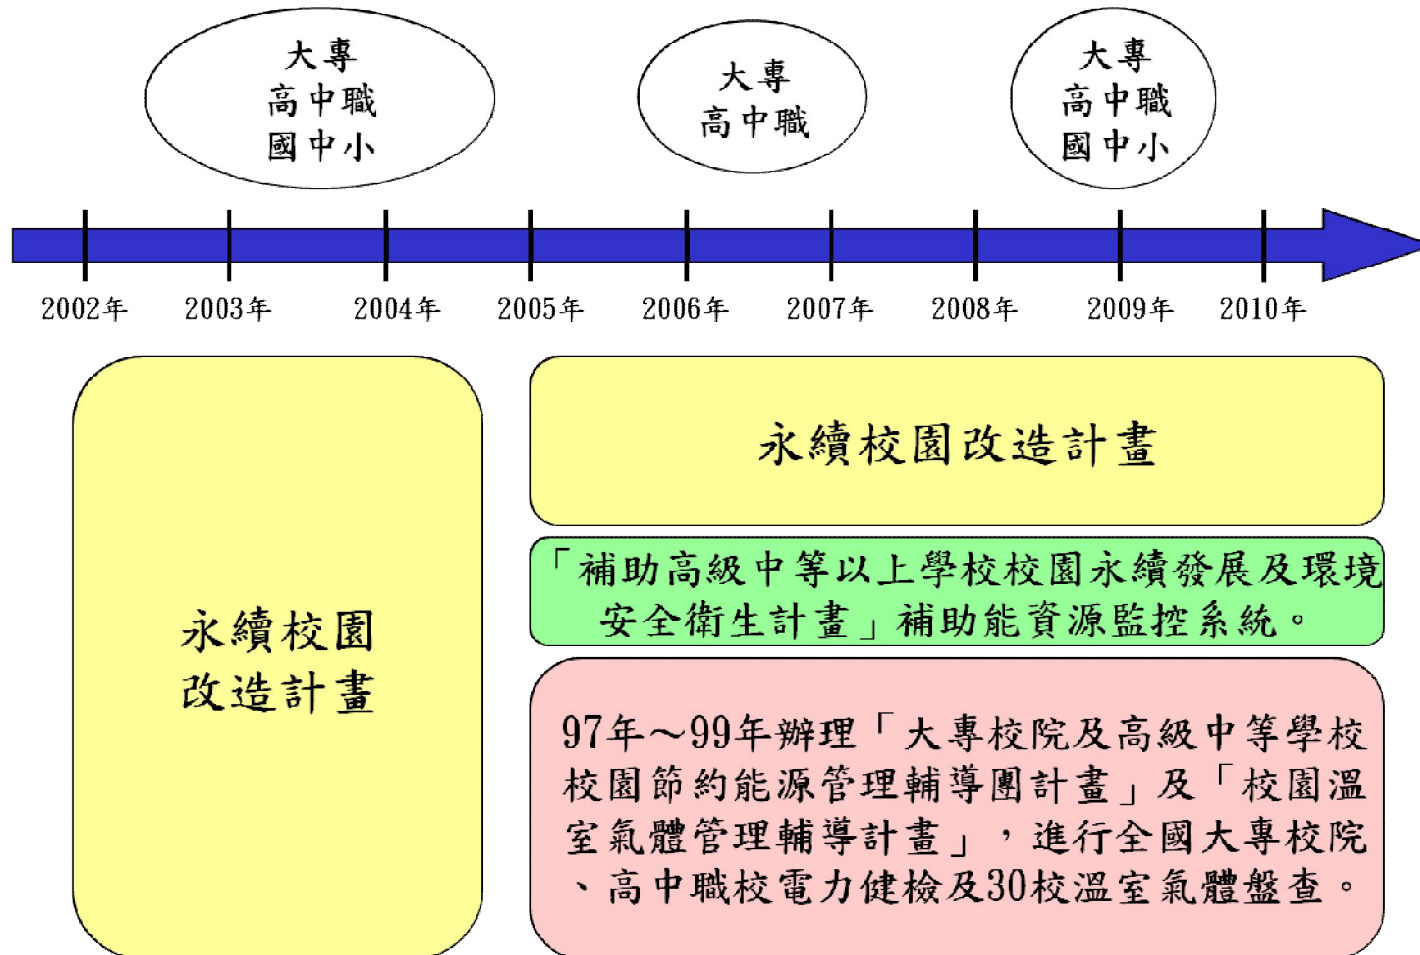 大專
高中職
國中小
大專
高中職
大專
高中職
國中小
2002年
2003年
2004年
2005年
2006年
2007年
2008年
2009年
2010年
永續校園
改造計畫
永續校園改造計畫
「補助高級中等以上學校校園永續發展及環境
安全衛生計畫」補助能資源監控系統。
97年～99年辦理「大專校院及高級中等學校
校園節約能源管理輔導團計畫」及「校園溫
室氣體管理輔導計畫」，進行全國大專校院
、高中職校電力健檢及30校溫室氣體盤查。